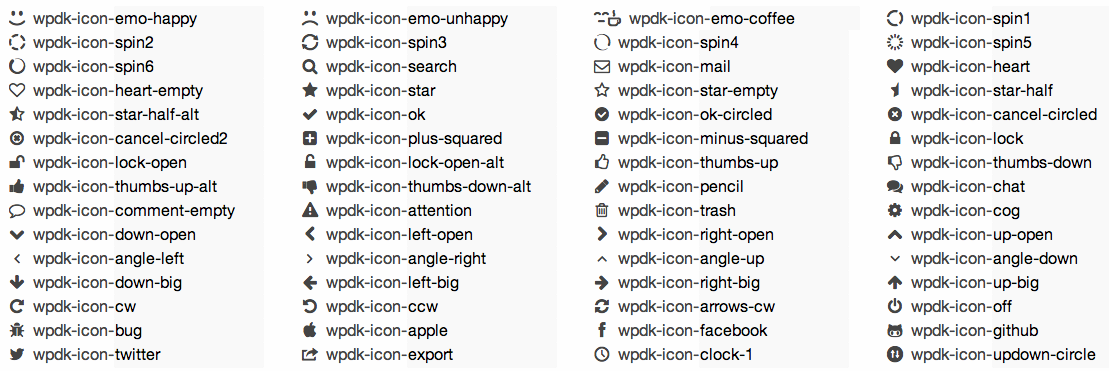 wpdk-icon-emo-happy wpdk-icon-emo-unhappy wpdk-icon-emo-coffee wpdk-icon-spin1
wpdk-icon-spin2 wpdk-icon-spin3 wpdk-icon-spin4 wpdk-icon-spin5
wpdk-icon-spin6 wpdk-icon-search wpdk-icon-mail wpdk-icon-heart
wpdk-icon-heart-empty wpdk-icon-star wpdk-icon-star-empty wpdk-icon-star-half
wpdk-icon-star-half-alt wpdk-icon-ok wpdk-icon-ok-circled wpdk-icon-cancel-circled
wpdk-icon-cancel-circled2 wpdk-icon-plus-squared wpdk-icon-minus-squared wpdk-icon-lock
wpdk-icon-lock-open wpdk-icon-lock-open-alt wpdk-icon-thumbs-up wpdk-icon-thumbs-down
wpdk-icon-thumbs-up-alt wpdk-icon-thumbs-down-alt wpdk-icon-pencil wpdk-icon-chat
wpdk-icon-comment-empty wpdk-icon-attention wpdk-icon-trash wpdk-icon-cog
wpdk-icon-down-open wpdk-icon-left-open wpdk-icon-right-open wpdk-icon-up-open
wpdk-icon-angle-left wpdk-icon-angle-right wpdk-icon-angle-up wpdk-icon-angle-down
wpdk-icon-down-big wpdk-icon-left-big wpdk-icon-right-big wpdk-icon-up-big
wpdk-icon-cw wpdk-icon-ccw wpdk-icon-arrows-cw wpdk-icon-off
wpdk-icon-bug wpdk-icon-apple wpdk-icon-facebook wpdk-icon-github
wpdk-icon-twitter wpdk-icon-export wpdk-icon-clock-1 wpdk-icon-updown-circle